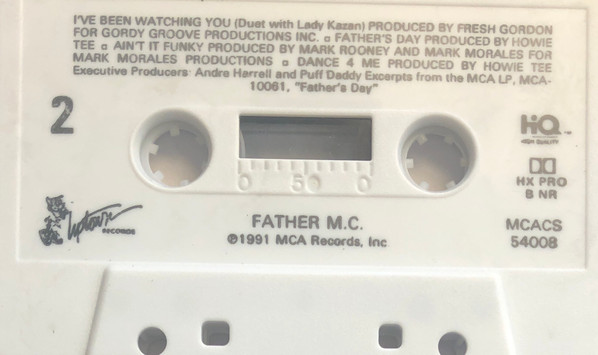 I'VE BEEN WATCHING YOU (Duet with Lady Kazan) PRODUCED BY FRESH GORDON
FOR GORDY GROOVE PRODUCTIONS INC. ▫ FATHER'S DAY PRODUCED BY HOWIE
TEE ▫ AIN'T IT FUNKY PRODUCED BY MARK ROONEY AND MARK MORALES FOR
MARK MORALES PRODUCTIONS ▫ DANCE 4 ME PRODUCED BY HOWIE TEE
Executive Producers: Andre Harrell and Puff Daddy Excerpts from the MCA LP, MCA-
10061, "Father's Day"
2
HiQ™
HIGH QUALITY
HX PRO
B NR
0 50 0
Uptown
RECORDS
FATHER M.C.
℗1991 MCA Records, Inc
MCACS
54008